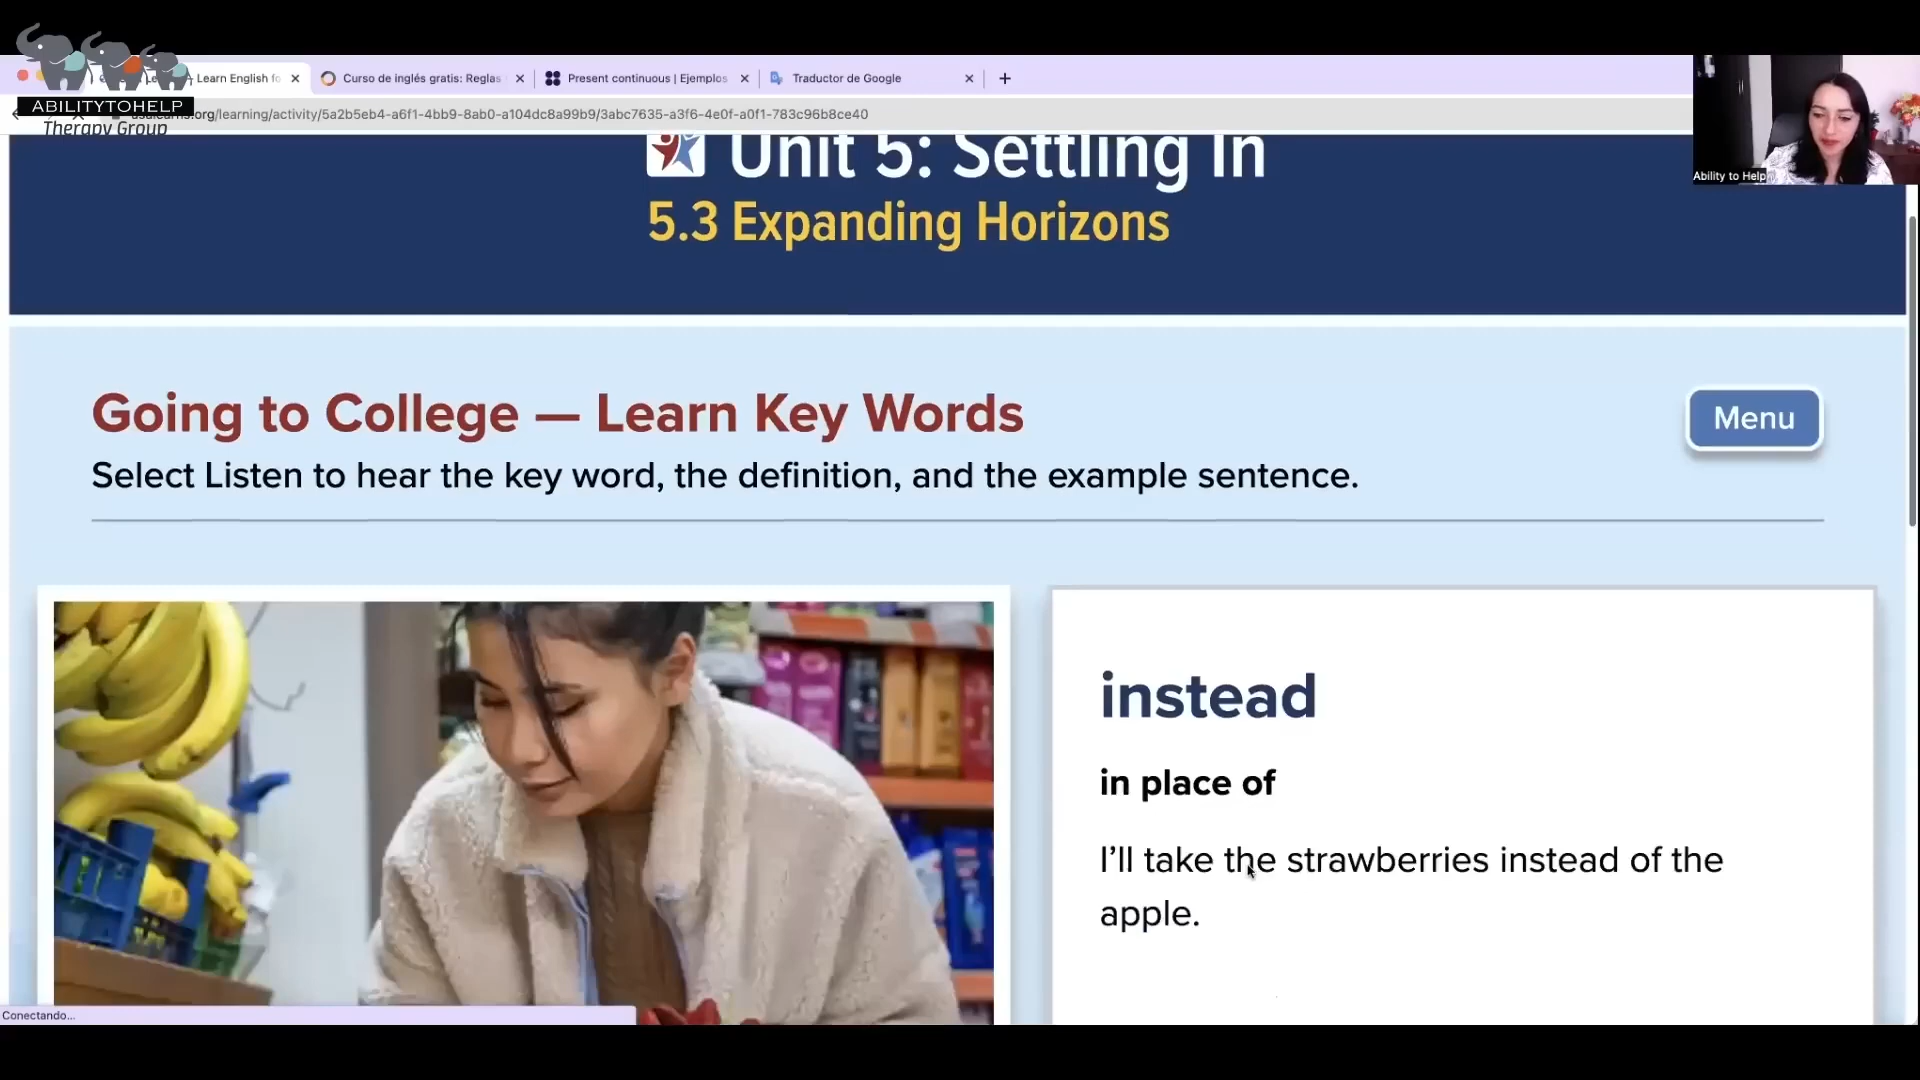 Learn English fo
Curso de inglés gratis: Reglas
Present continuous | Ejemplos
Traductor de Google
ABILITYTOHELP
Therapy Group
.org/learning/activity/5a2b5eb4-a6f1-4bb9-8ab0-a104dc8a99b9/3abc7635-a3f6-4e0f-a0f1-783c96b8ce40
Ability to Help
Unit 5: Settling In
5.3 Expanding Horizons
Going to College — Learn Key Words
Menu
Select Listen to hear the key word, the definition, and the example sentence.
instead
in place of
I’ll take the strawberries instead of the
apple.
Conectando...